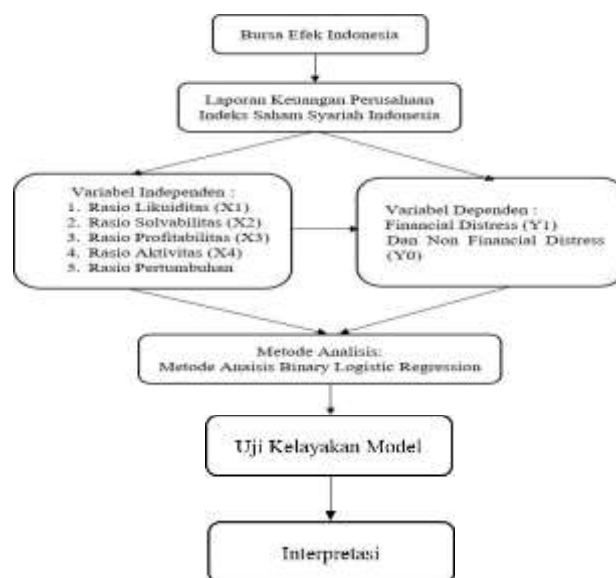 Bursa Efek Indonesia
Laporan Keuangan Perusahaan
Indeks Saham Syariah Indonesia
Variabel Independen :
1. Rasio Likuiditas (X1)
2. Rasio Solvabilitas (X2)
3. Rasio Profitabilitas (X3)
4. Rasio Aktivitas (X4)
5. Rasio Pertumbuhan
Variabel Dependen :
Financial Distress (Y1)
Dan Non Financial Distress
(Y0)
Metode Analisis:
Metode Anaisis Binary Logistic Regression
Uji Kelayakan Model
Interpretasi